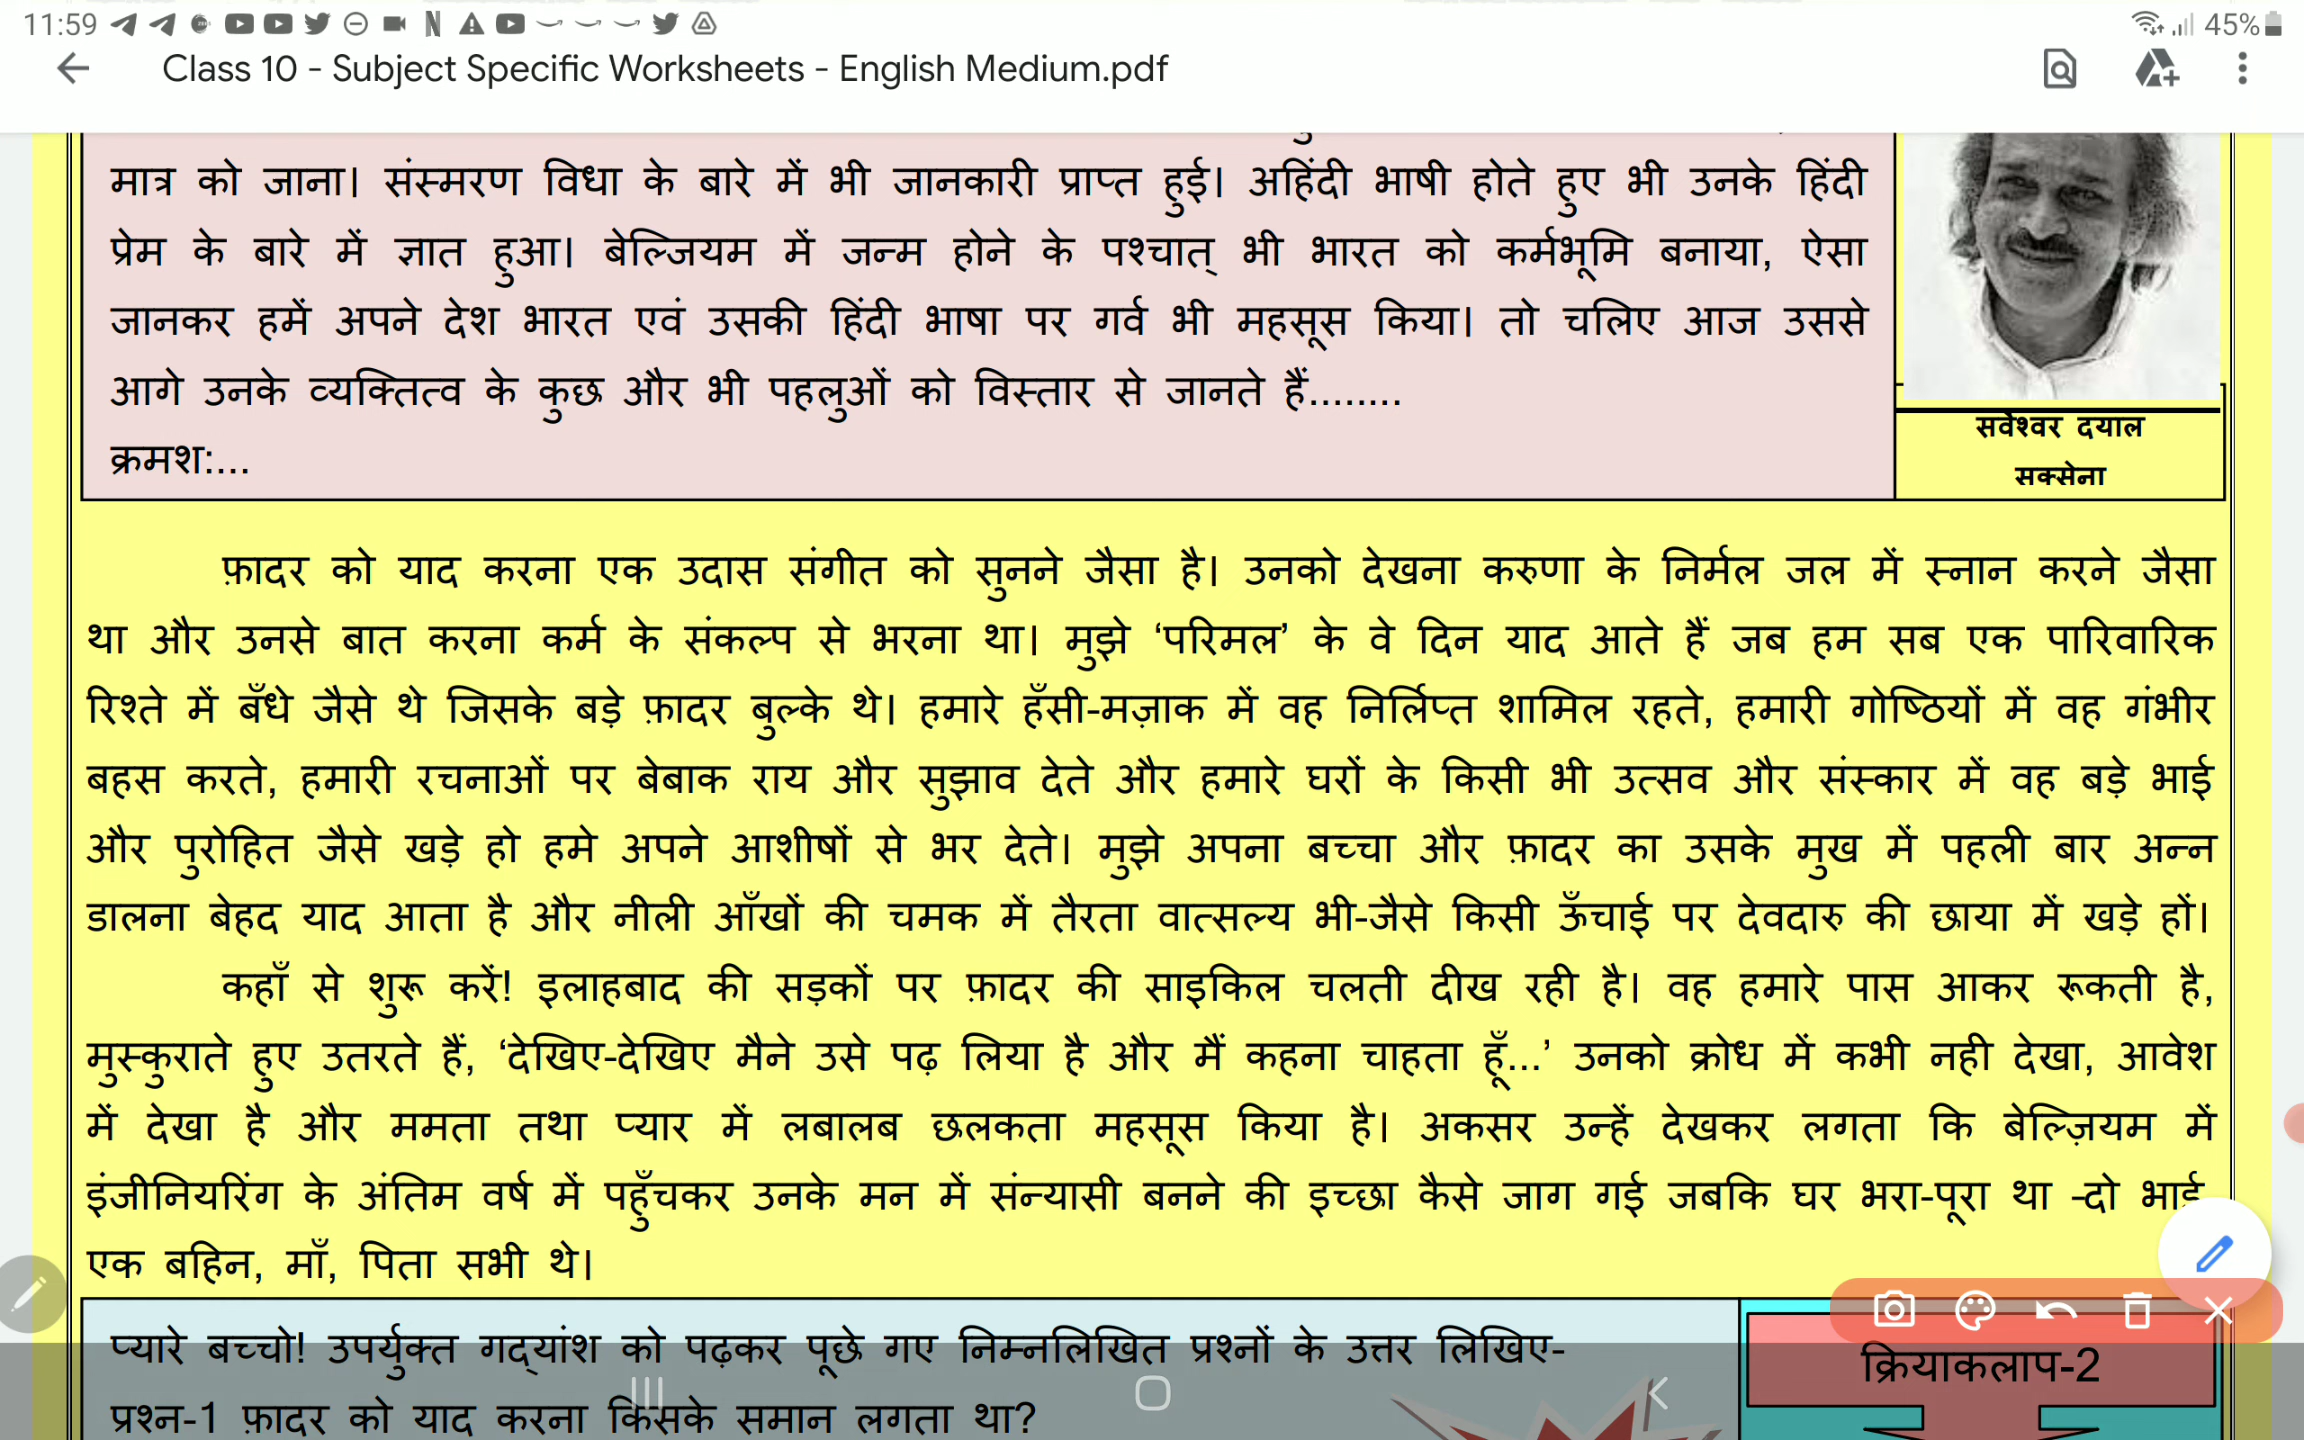 11:59
45%
Class 10 - Subject Specific Worksheets - English Medium.pdf
मात्र को जाना। संस्मरण विधा के बारे में भी जानकारी प्राप्त हुई। अहिंदी भाषी होते हुए भी उनके हिंदी
प्रेम के बारे में ज्ञात हुआ। बेल्जियम में जन्म होने के पश्चात् भी भारत को कर्मभूमि बनाया, ऐसा
जानकर हमें अपने देश भारत एवं उसकी हिंदी भाषा पर गर्व भी महसूस किया। तो चलिए आज उससे
आगे उनके व्यक्तित्व के कुछ और भी पहलुओं को विस्तार से जानते हैं........
क्रमश:...
सर्वेश्वर दयाल
सक्सेना
फ़ादर को याद करना एक उदास संगीत को सुनने जैसा है। उनको देखना करुणा के निर्मल जल में स्नान करने जैसा
था और उनसे बात करना कर्म के संकल्प से भरना था। मुझे ‘परिमल’ के वे दिन याद आते हैं जब हम सब एक पारिवारिक
रिश्ते में बँधे जैसे थे जिसके बड़े फ़ादर बुल्के थे। हमारे हँसी-मज़ाक में वह निर्लिप्त शामिल रहते, हमारी गोष्ठियों में वह गंभीर
बहस करते, हमारी रचनाओं पर बेबाक राय और सुझाव देते और हमारे घरों के किसी भी उत्सव और संस्कार में वह बड़े भाई
और पुरोहित जैसे खड़े हो हमे अपने आशीषों से भर देते। मुझे अपना बच्चा और फ़ादर का उसके मुख में पहली बार अन्न
डालना बेहद याद आता है और नीली आँखों की चमक में तैरता वात्सल्य भी-जैसे किसी ऊँचाई पर देवदारु की छाया में खड़े हों।
कहाँ से शुरू करें! इलाहबाद की सड़कों पर फ़ादर की साइकिल चलती दीख रही है। वह हमारे पास आकर रूकती है,
मुस्कुराते हुए उतरते हैं, ‘देखिए-देखिए मैने उसे पढ़ लिया है और मैं कहना चाहता हूँ...’ उनको क्रोध में कभी नही देखा, आवेश
में देखा है और ममता तथा प्यार में लबालब छलकता महसूस किया है। अकसर उन्हें देखकर लगता कि बेल्ज़ियम में
इंजीनियरिंग के अंतिम वर्ष में पहुँचकर उनके मन में संन्यासी बनने की इच्छा कैसे जाग गई जबकि घर भरा-पूरा था –दो भाई
एक बहिन, माँ, पिता सभी थे।
प्यारे बच्चो! उपर्युक्त गद्यांश को पढ़कर पूछे गए निम्नलिखित प्रश्नों के उत्तर लिखिए-
क्रियाकलाप-2
प्रश्न-1 फ़ादर को याद करना किसके समान लगता था?